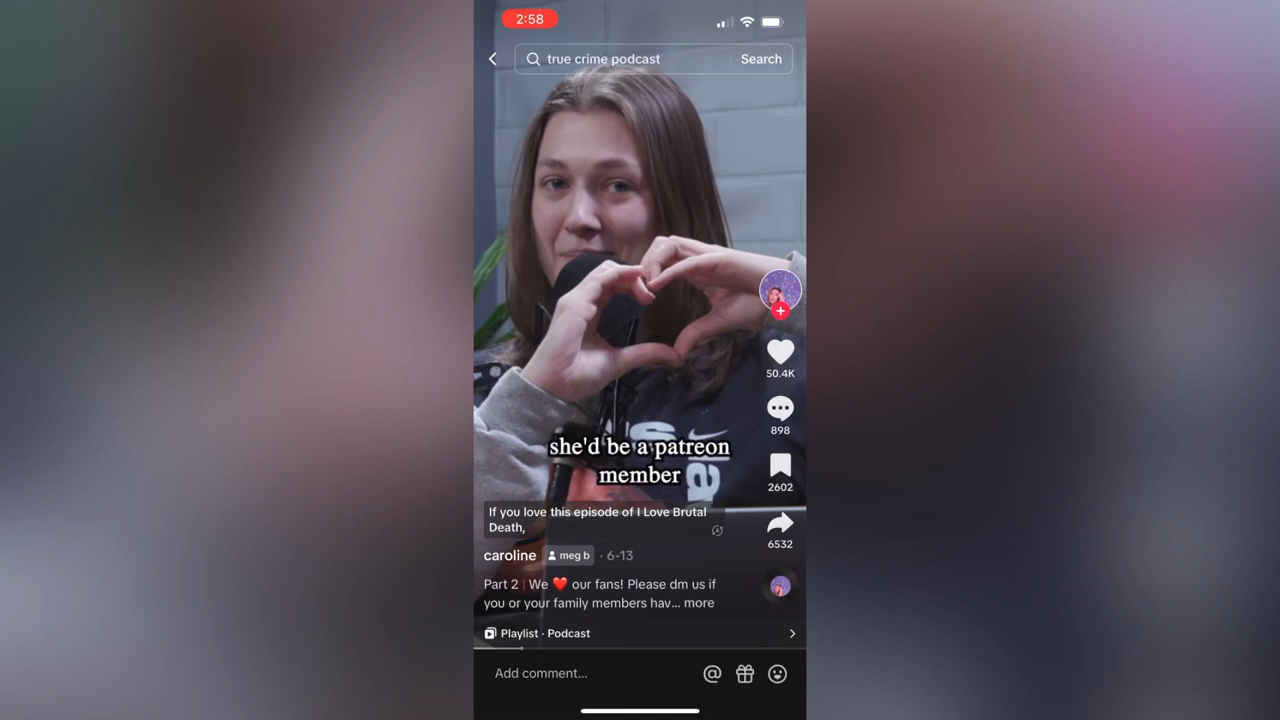 2:58
true crime podcast
Search
50.4K
898
she'd be a patreon
member
2602
If you love this episode of I Love Brutal
Death,
6532
caroline meg b · 6-13
Part 2 | We ❤️ our fans! Please dm us if
you or your family members hav... more
Playlist · Podcast
Add comment...